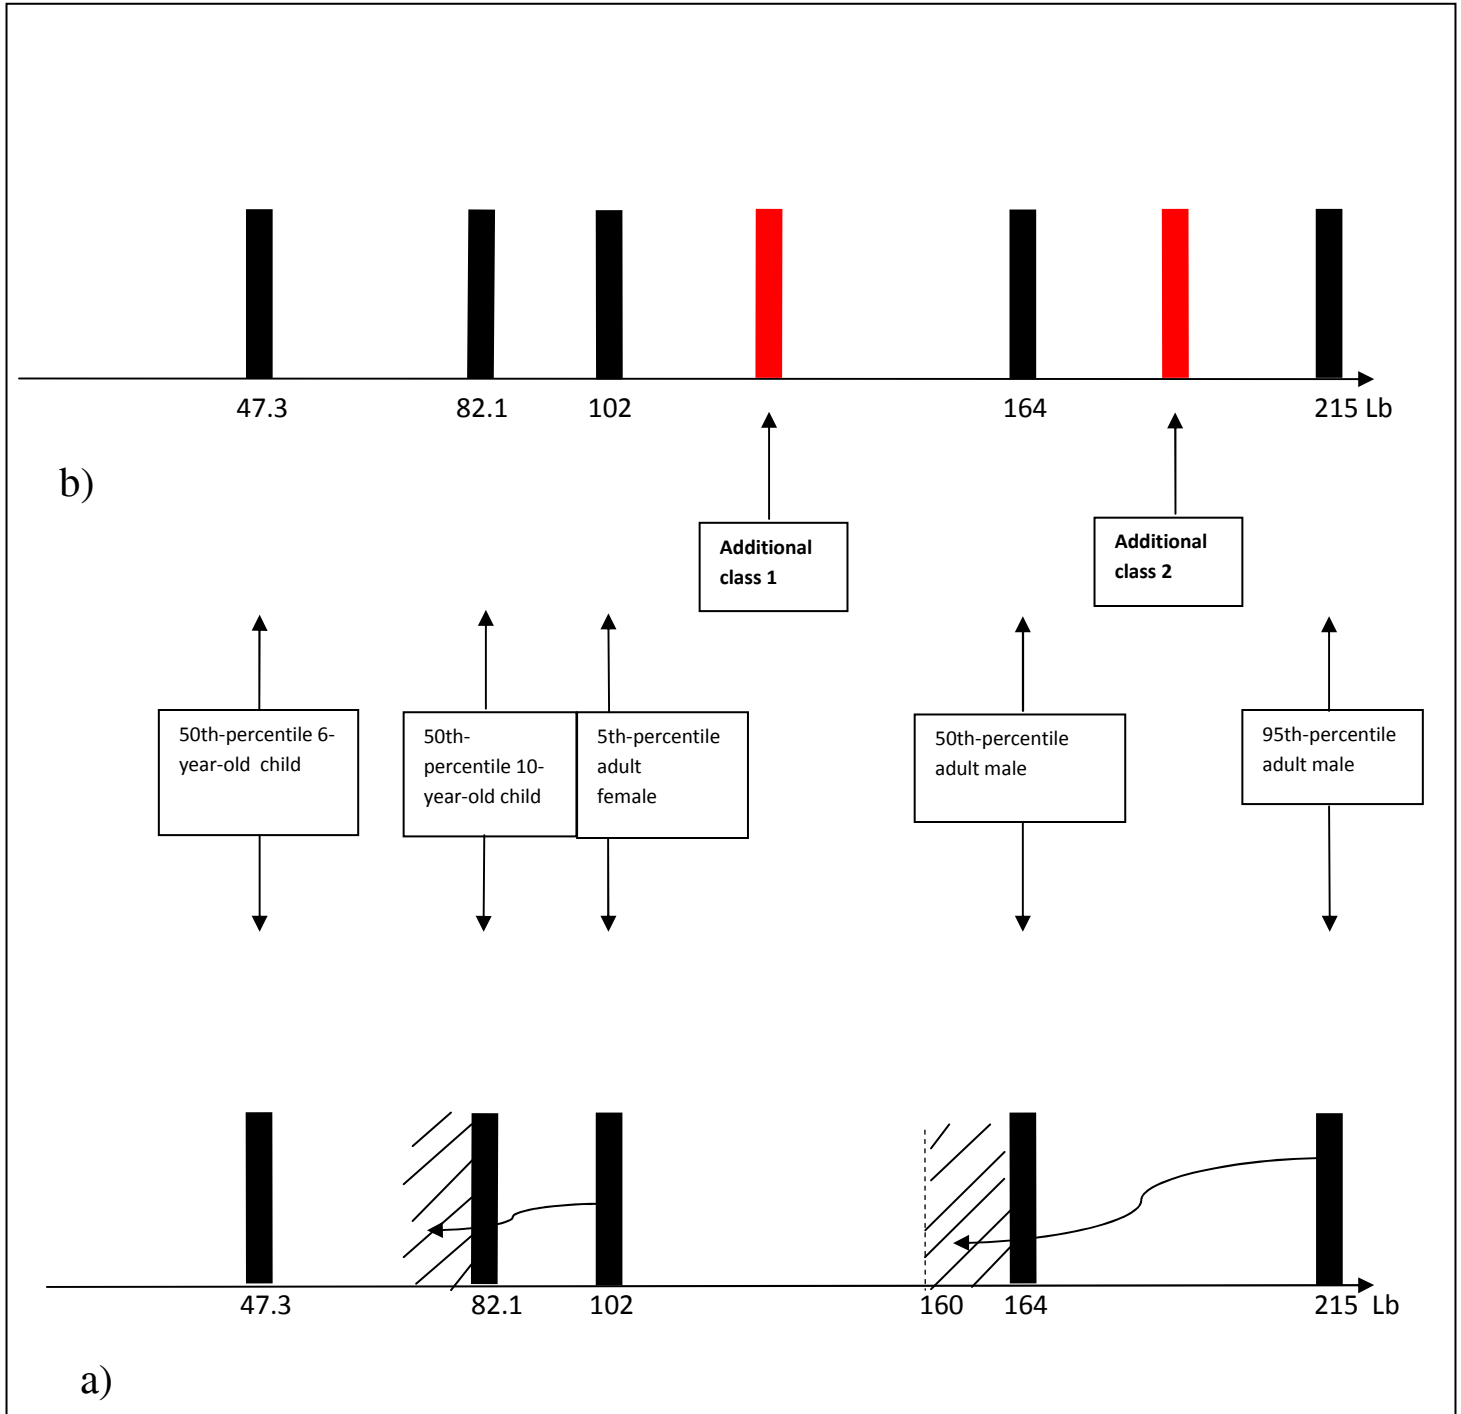 47.3 82.1 102 164 215 Lb
b)
Additional
class 1
Additional
class 2
50th-percentile 6-
year-old child
50th-
percentile 10-
year-old child
5th-percentile
adult
female
50th-percentile
adult male
95th-percentile
adult male
47.3 82.1 102 160 164 215 Lb
a)